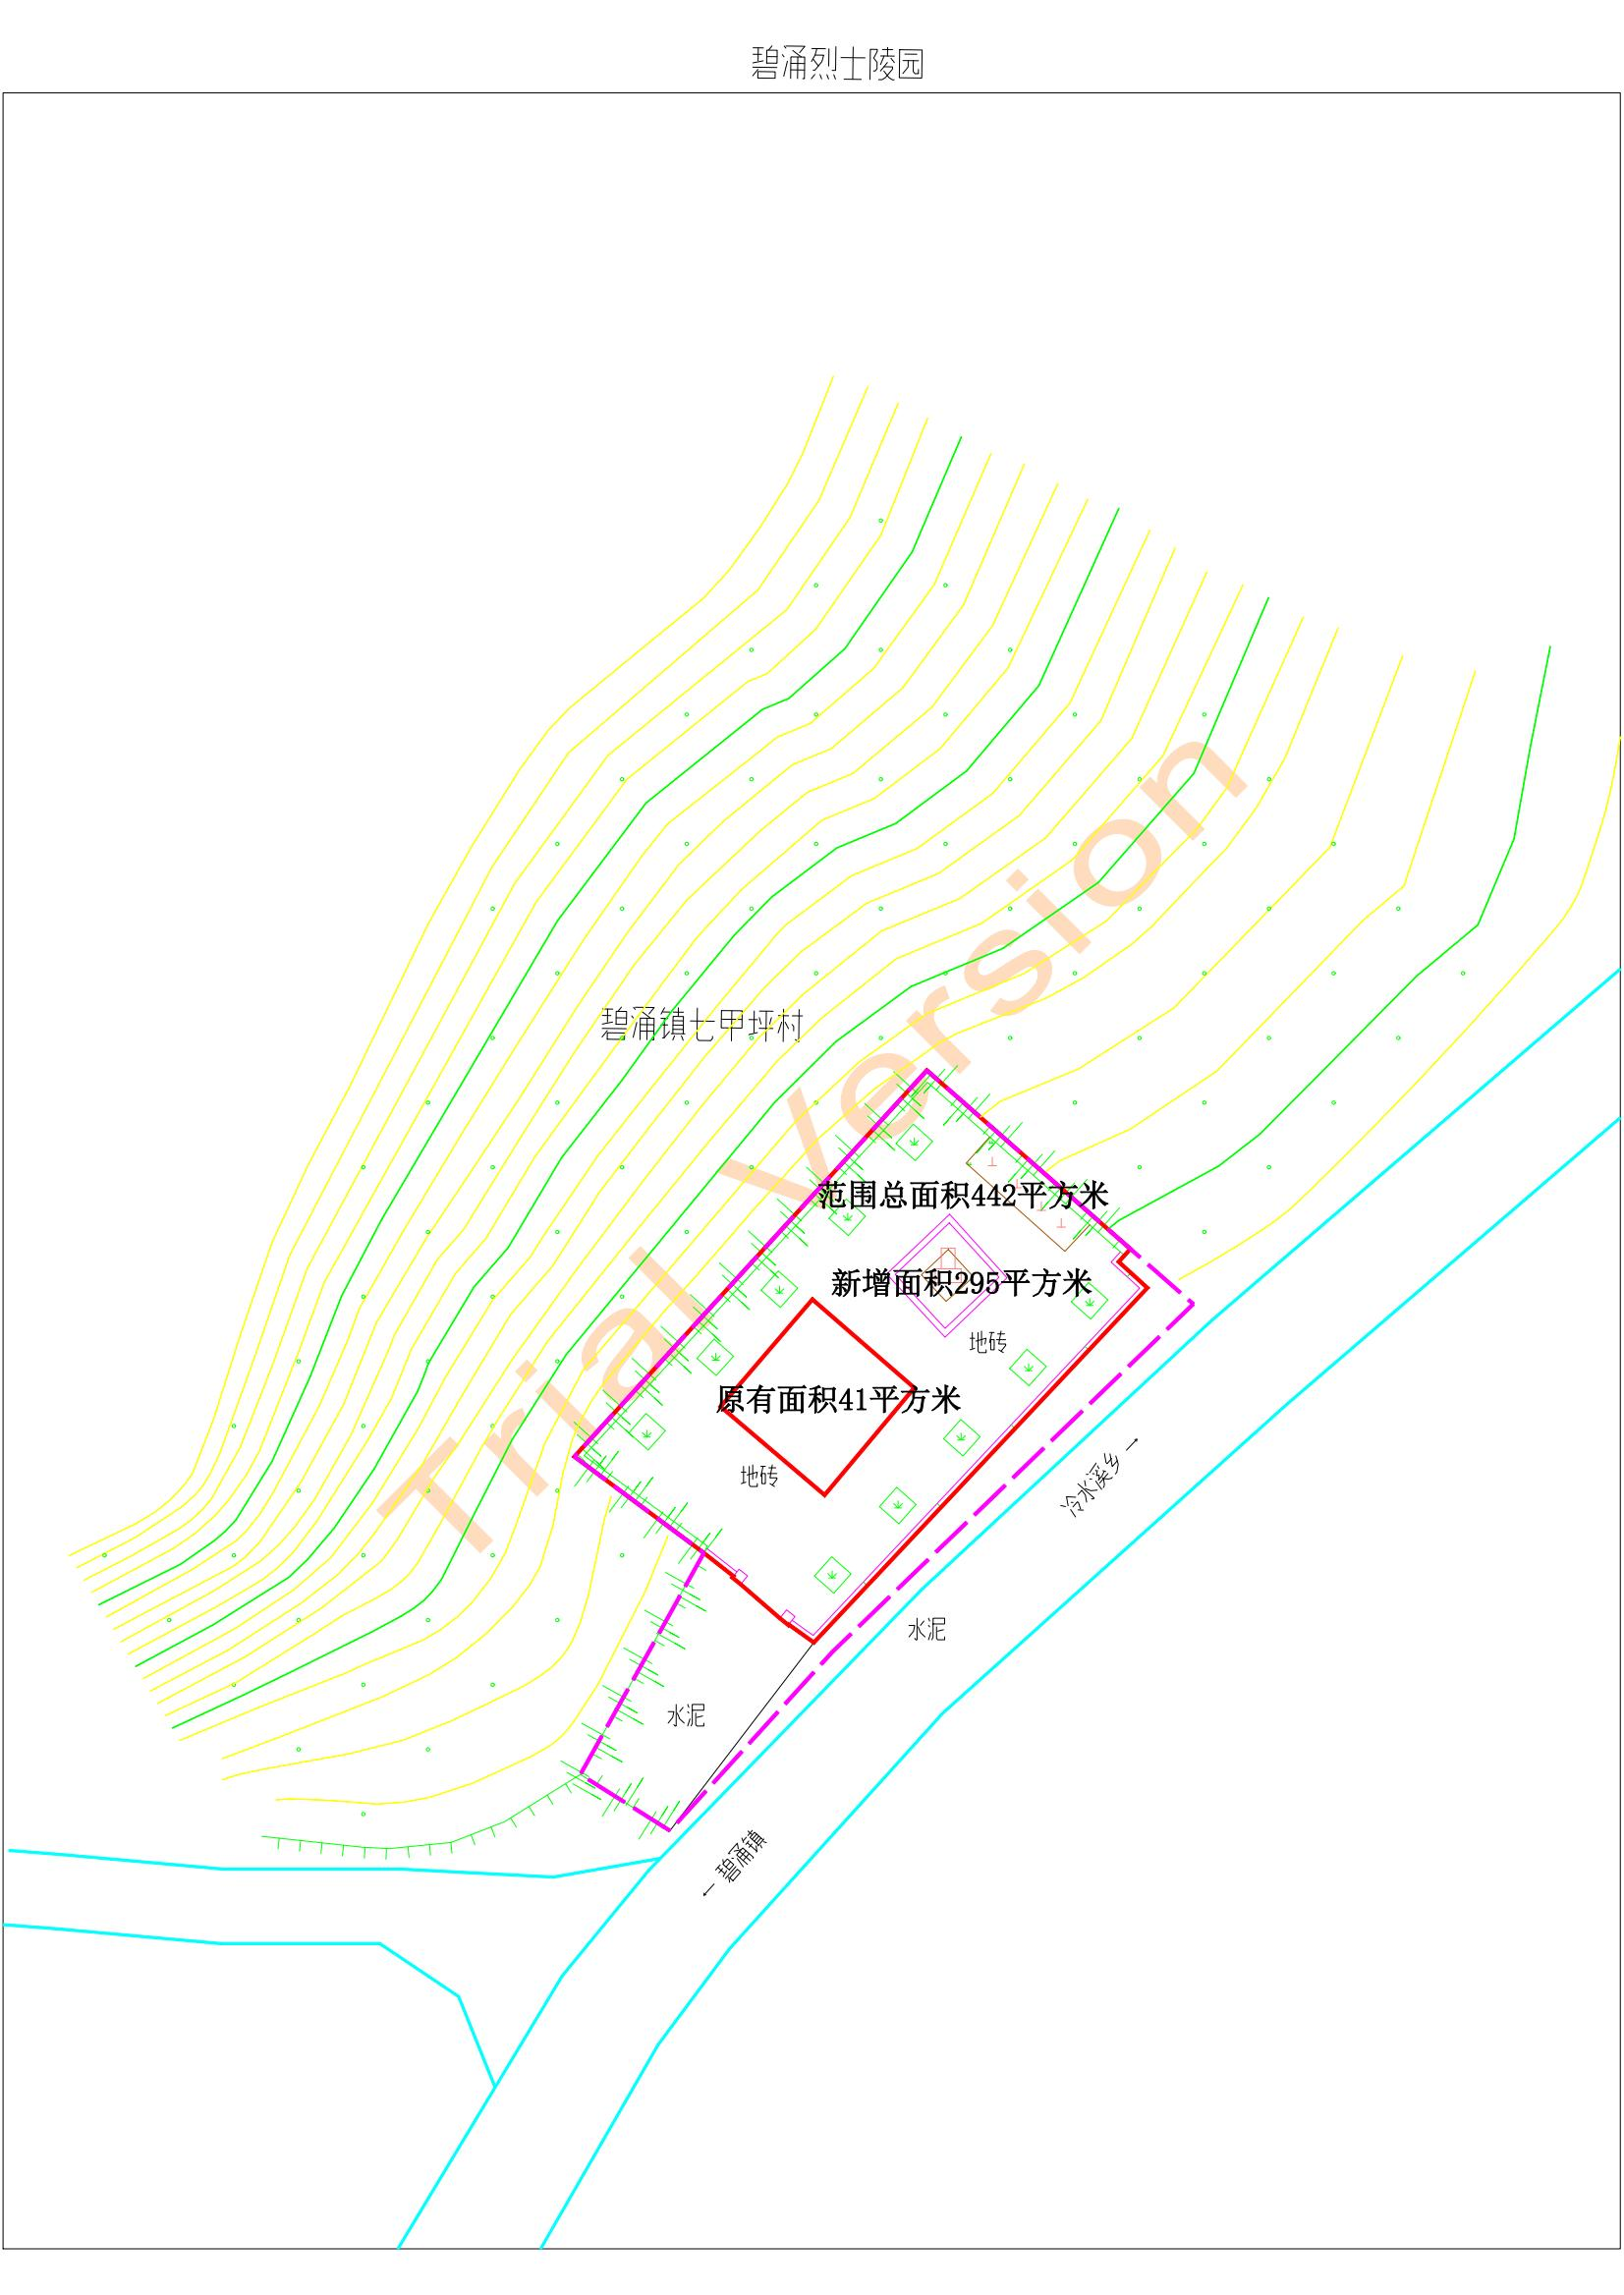 碧涌烈士陵园
碧涌镇七甲坪村
范围总面积442平方米
新增面积295平方米
地砖
原有面积41平方米
地砖
冷水溪乡 →
水泥
水泥
← 碧涌镇
Trial Version